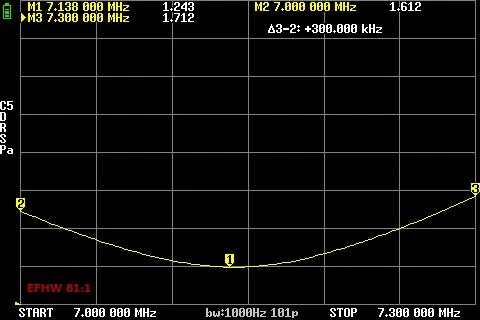 M1 7.138 000 MHz 1.243 M2 7.000 000 MHz 1.612
M3 7.300 000 MHz 1.712 Δ3-2: +300.000 kHz
C5
D
R
S
Pa
2
3
1
EFHW 81:1
START 7.000 000 MHz bw:1000Hz 101p STOP 7.300 000 MHz